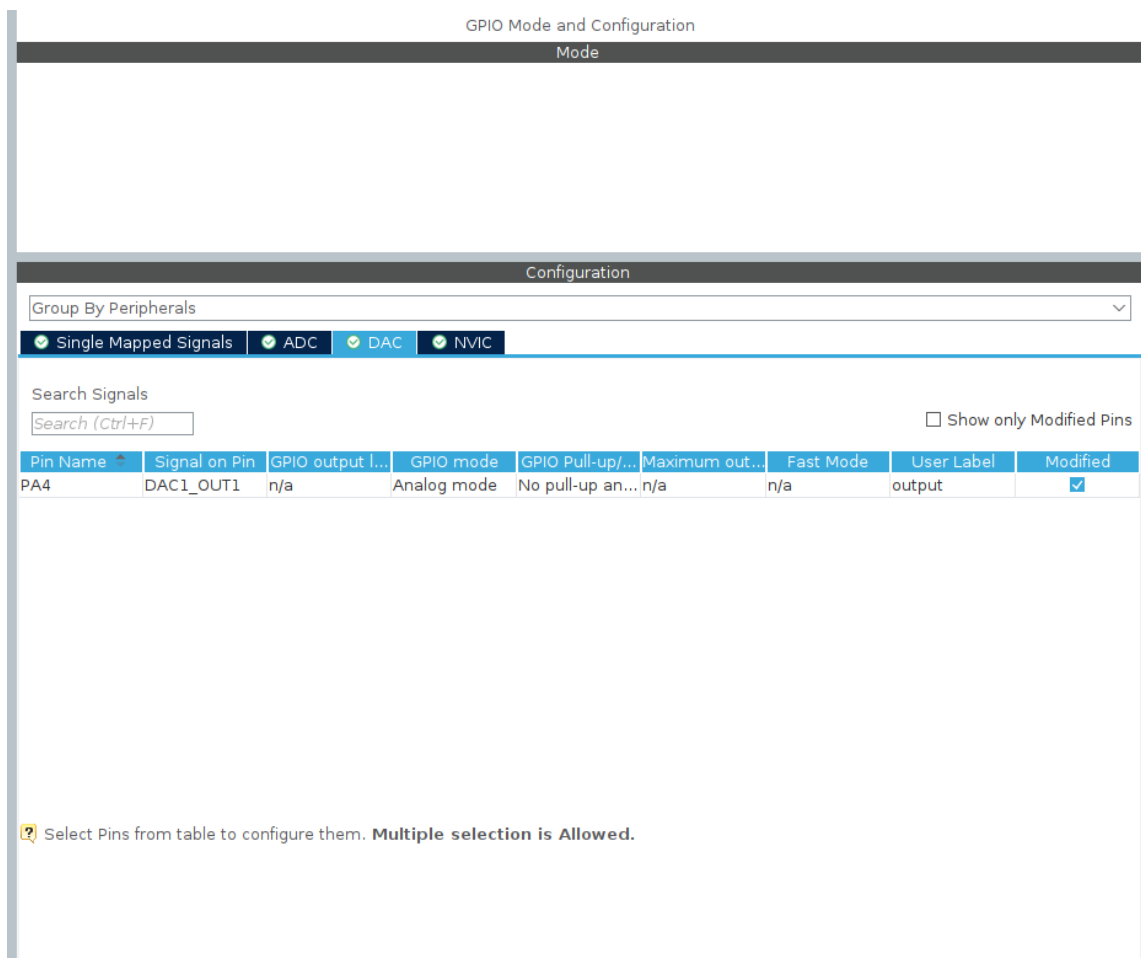 GPIO Mode and Configuration
Mode
Configuration
Group By Peripherals
Single Mapped Signals ADC DAC NVIC
Search Signals
Search (Ctrl+F)
Show only Modified Pins
Pin Name Signal on Pin GPIO output l... GPIO mode GPIO Pull-up/... Maximum out... Fast Mode User Label Modified
PA4 DAC1_OUT1 n/a Analog mode No pull-up an... n/a n/a output
Select Pins from table to configure them. Multiple selection is Allowed.